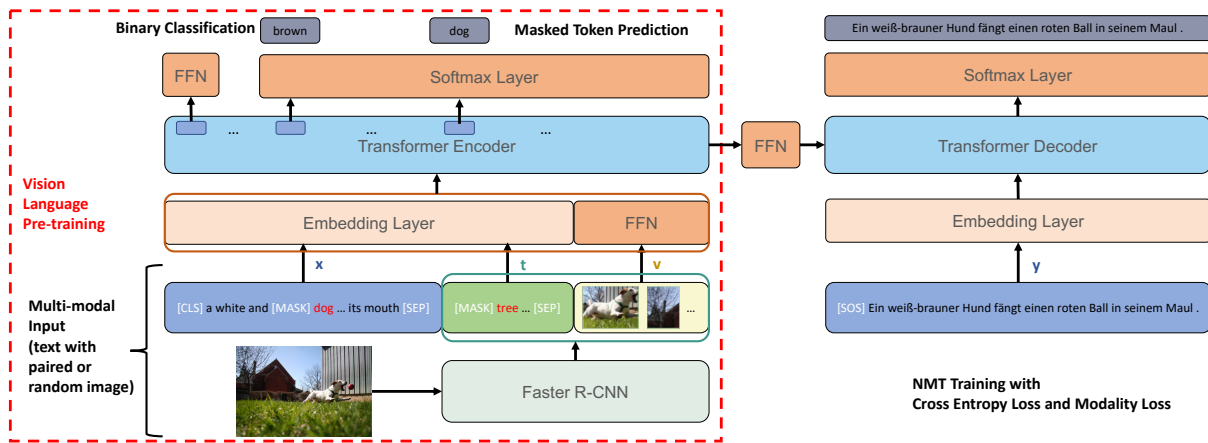 Binary Classification
brown
dog
Masked Token Prediction
FFN
Softmax Layer
... ... ...
Transformer Encoder
Vision
Language
Pre-training
Embedding Layer
FFN
x
t
v
[CLS] a white and [MASK] dog ... its mouth [SEP]
[MASK] tree ... [SEP]
...
Multi-modal
Input
(text with
paired or
random image)
Faster R-CNN
FFN
Ein weiß-brauner Hund fängt einen roten Ball in seinem Maul .
Softmax Layer
Transformer Decoder
Embedding Layer
y
[SOS] Ein weiß-brauner Hund fängt einen roten Ball in seinem Maul .
NMT Training with
Cross Entropy Loss and Modality Loss